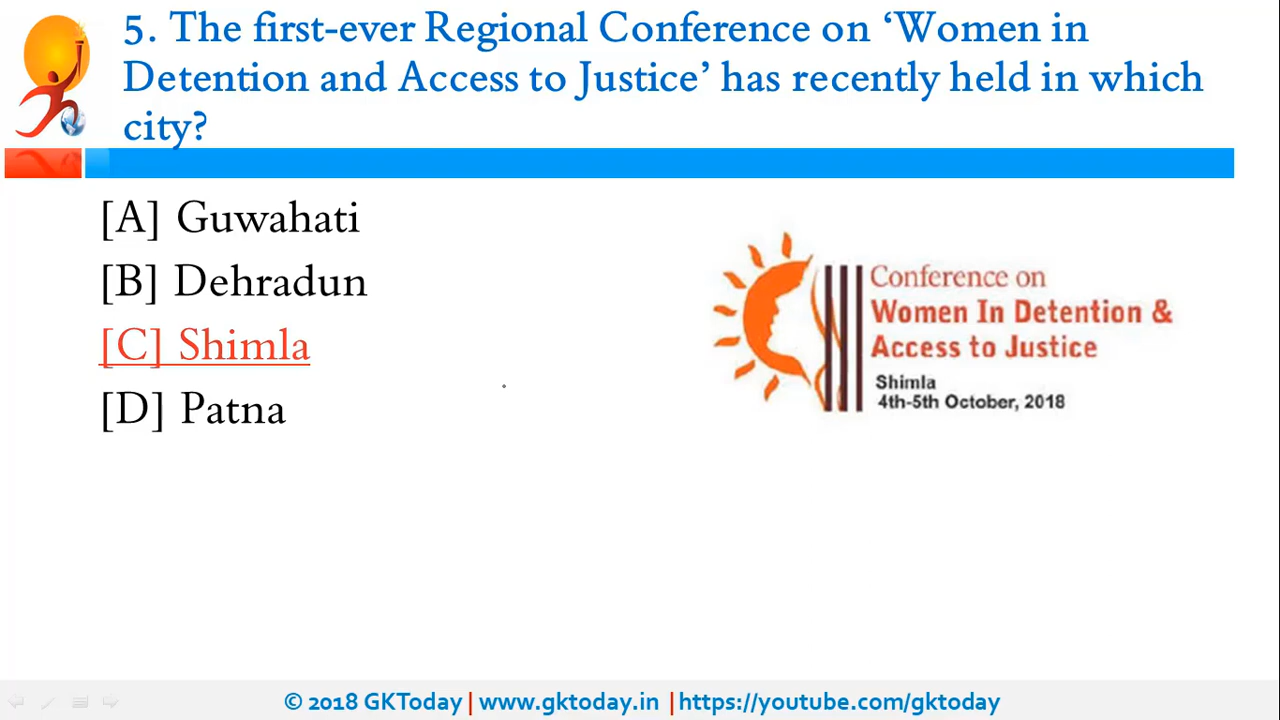 5. The first-ever Regional Conference on ‘Women in
Detention and Access to Justice’ has recently held in which
city?
[A] Guwahati
[B] Dehradun
[C] Shimla
[D] Patna
Conference on
Women In Detention &
Access to Justice
Shimla
4th-5th October, 2018
© 2018 GKToday | www.gktoday.in | https://youtube.com/gktoday